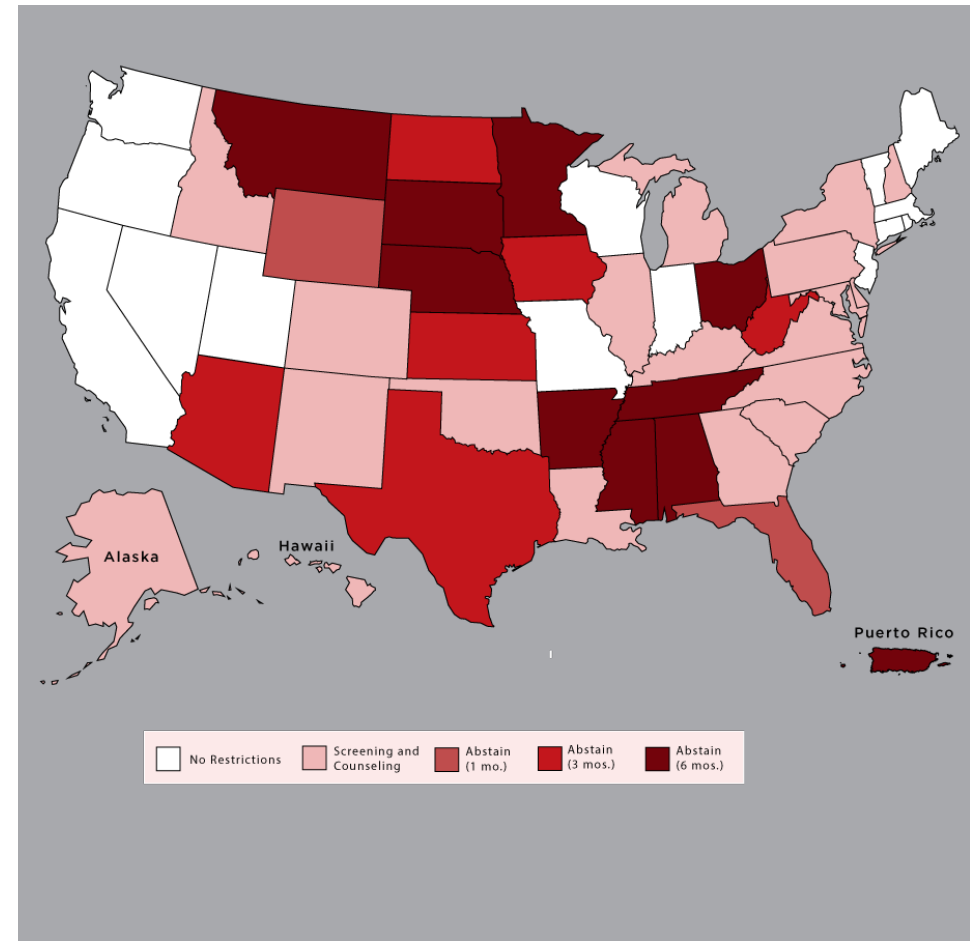 Alaska
Hawaii
Puerto Rico
No Restrictions
Screening and
Counseling
Abstain
(1 mo.)
Abstain
(3 mos.)
Abstain
(6 mos.)